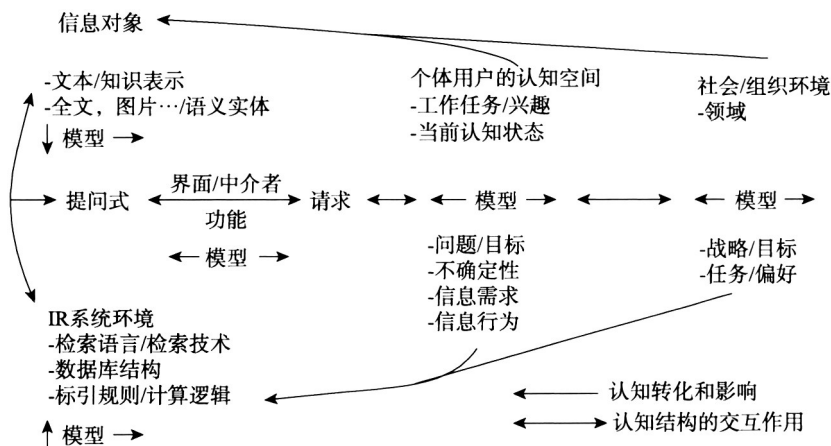 信息对象
-文本/知识表示
-全文，图片…/语义实体
模型
个体用户的认知空间
-工作任务/兴趣
-当前认知状态
社会/组织环境
-领域
提问式
界面/中介者
功能
请求
模型
模型
模型
-问题/目标
-不确定性
-信息需求
-信息行为
-战略/目标
-任务/偏好
IR系统环境
-检索语言/检索技术
-数据库结构
-标引规则/计算逻辑
模型
认知转化和影响
认知结构的交互作用